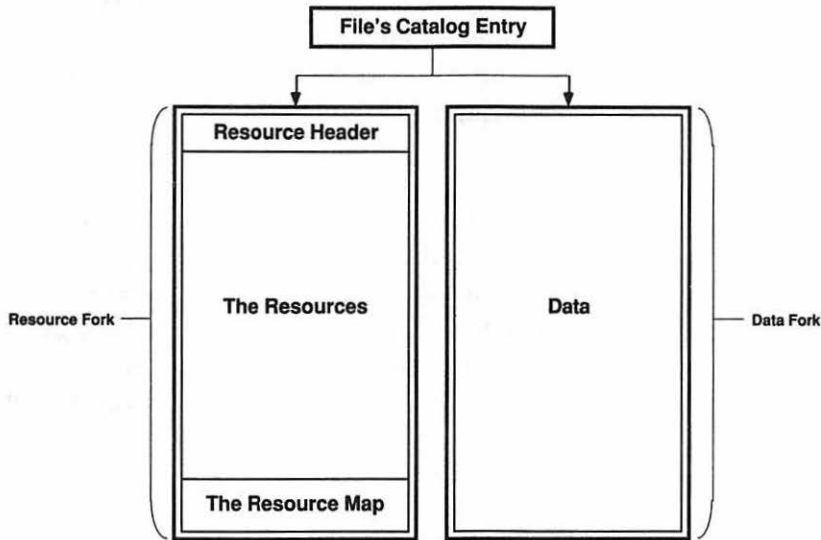 File's Catalog Entry
Resource Header
The Resources
Data
Resource Fork
Data Fork
The Resource Map